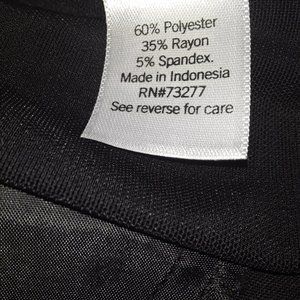 60% Polyester
35% Rayon
5% Spandex.
Made in Indonesia
RN#73277
See reverse for care